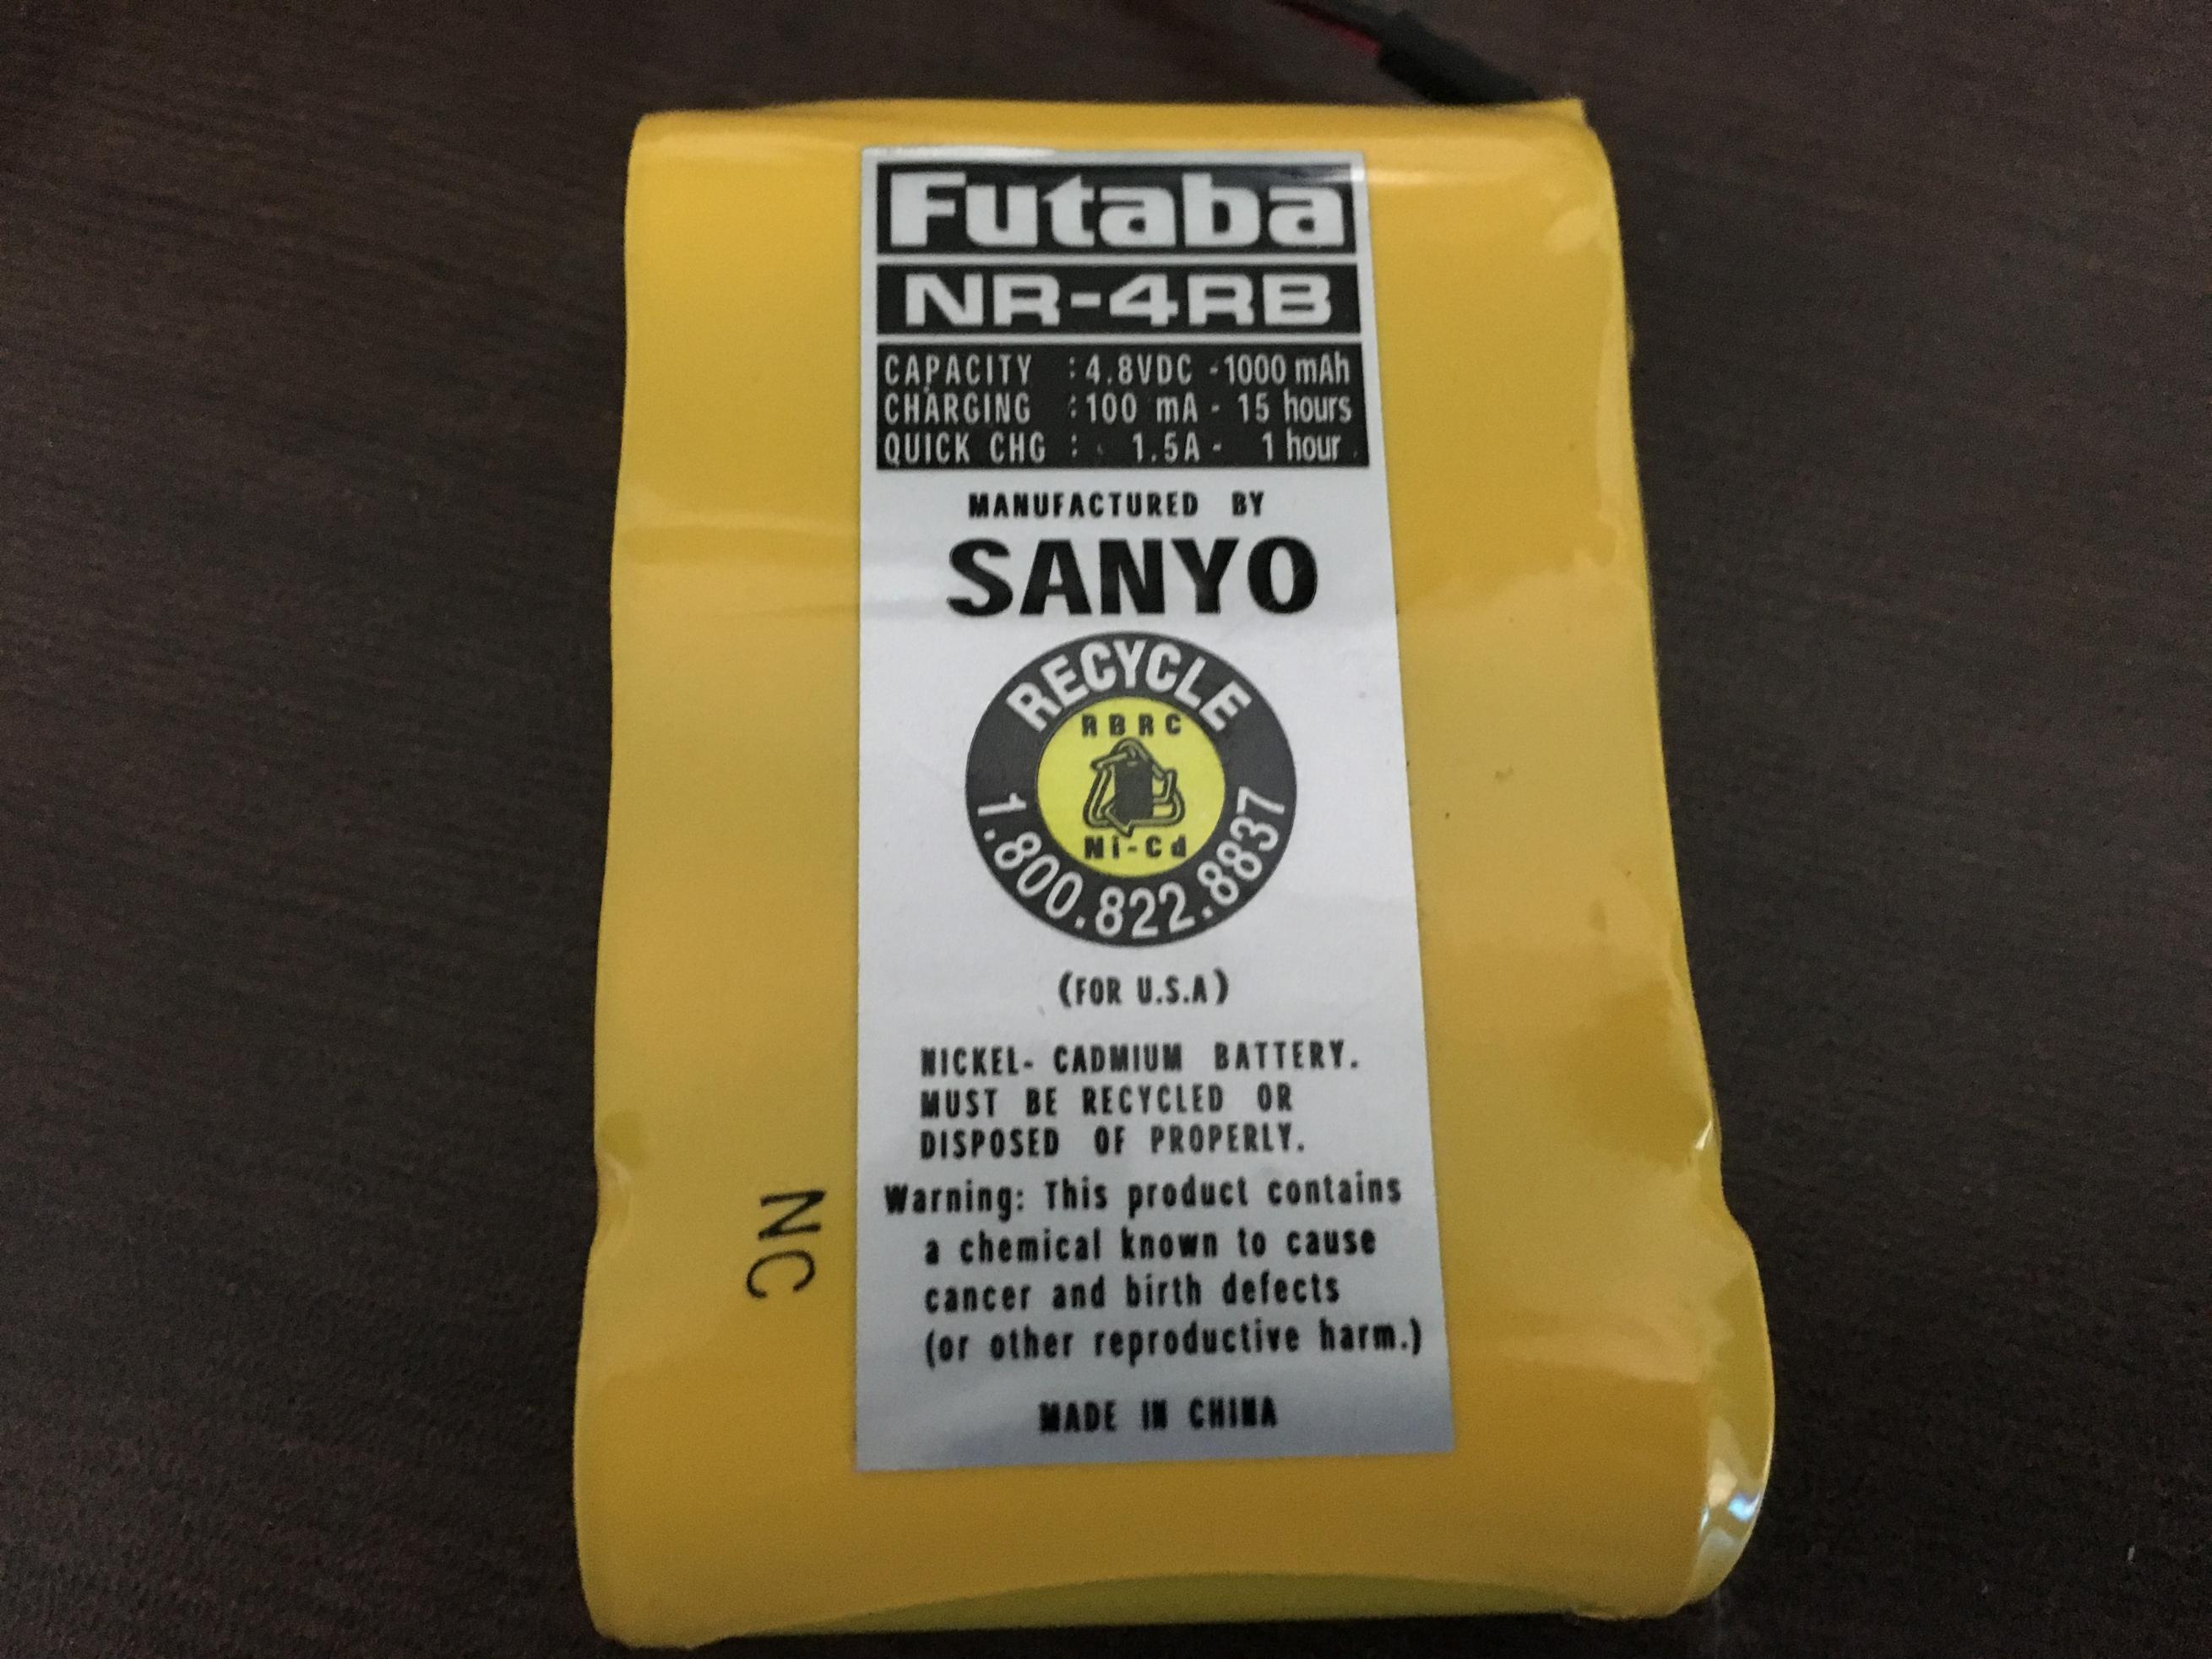 Futaba
NR-4RB
CAPACITY : 4.8VDC - 1000 mAh
CHARGING : 100 mA - 15 hours
QUICK CHG : 1.5A - 1 hour
MANUFACTURED BY
SANYO
RECYCLE
RBRC
Ni-Cd
1.800.822.8837
(FOR U.S.A)
NICKEL- CADMIUM BATTERY.
MUST BE RECYCLED OR
DISPOSED OF PROPERLY.
Warning: This product contains
a chemical known to cause
cancer and birth defects
(or other reproductive harm.)
MADE IN CHINA
NC